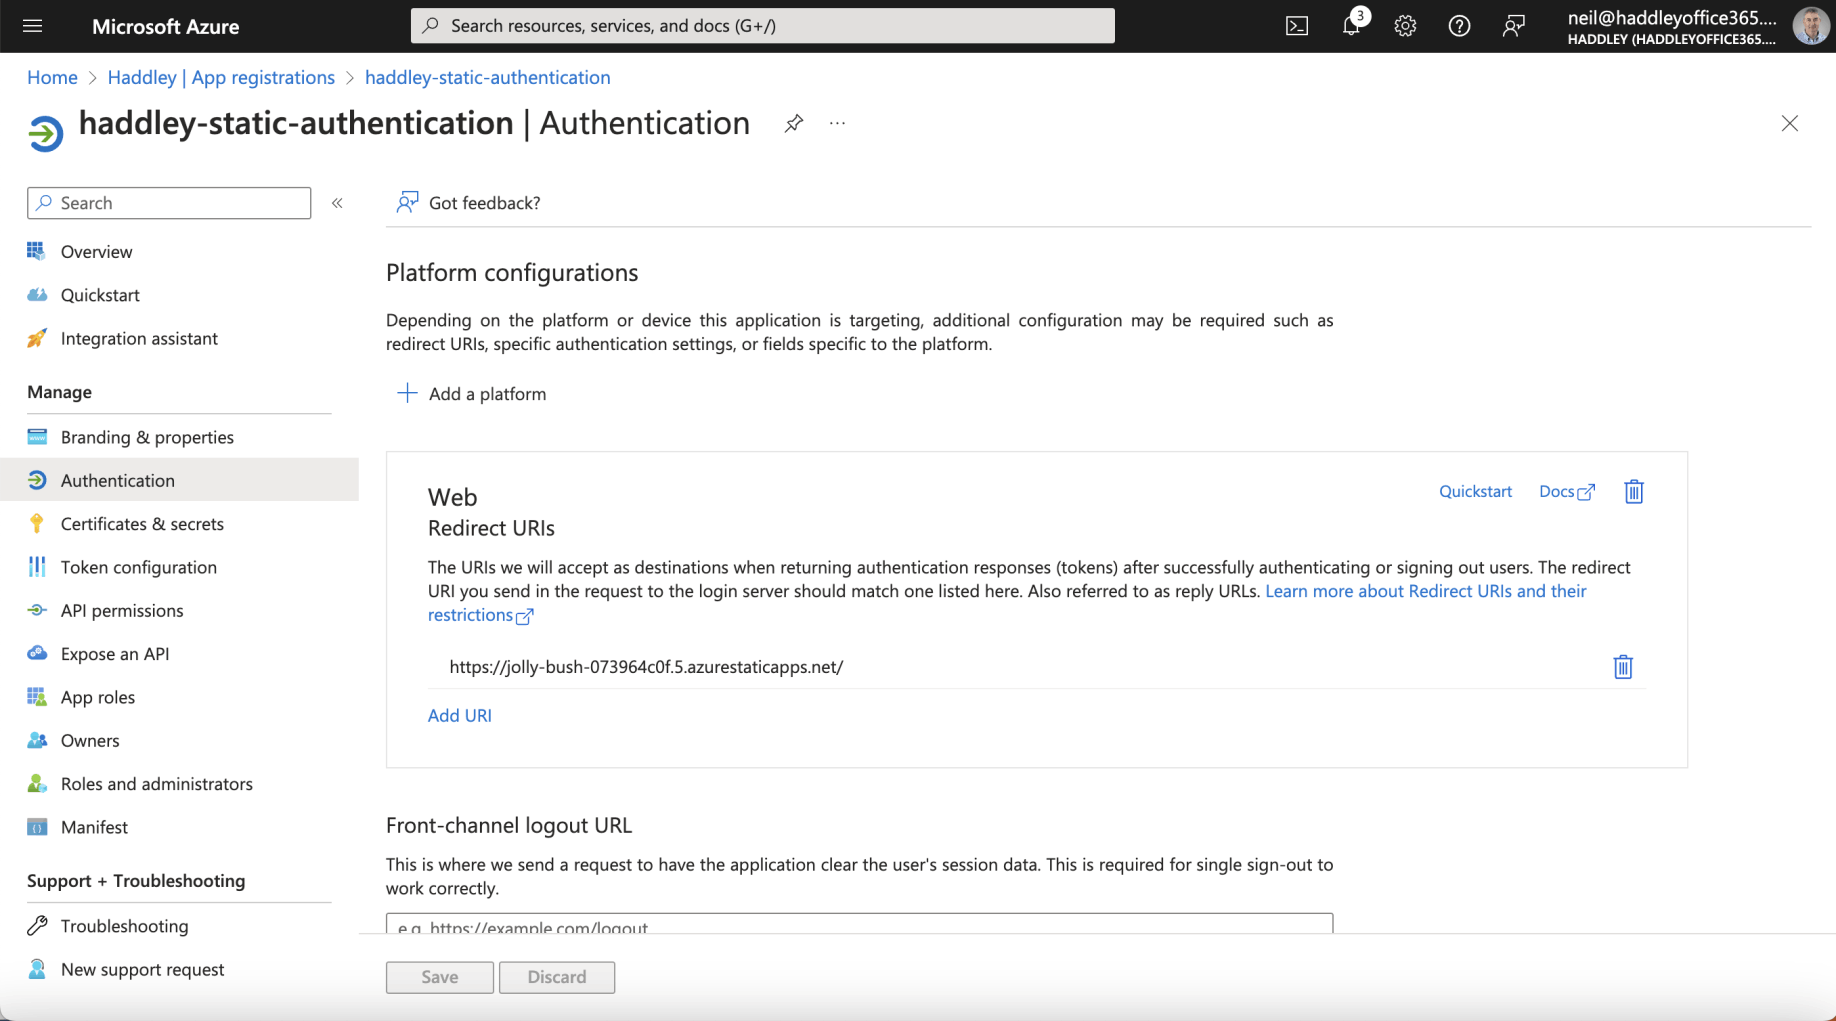 Microsoft Azure
Search resources, services, and docs (G+/)
3
neil@haddleyoffice365....
HADDLEY (HADDLEYOFFICE365....
Home > Haddley | App registrations > haddley-static-authentication
haddley-static-authentication | Authentication
Search
«
Got feedback?
Overview
Quickstart
Integration assistant
Manage
Branding & properties
Authentication
Certificates & secrets
Token configuration
API permissions
Expose an API
App roles
Owners
Roles and administrators
Manifest
Support + Troubleshooting
Troubleshooting
New support request
Platform configurations
Depending on the platform or device this application is targeting, additional configuration may be required such as
redirect URIs, specific authentication settings, or fields specific to the platform.
Add a platform
Web
Quickstart
Docs
Redirect URIs
The URIs we will accept as destinations when returning authentication responses (tokens) after successfully authenticating or signing out users. The redirect
URI you send in the request to the login server should match one listed here. Also referred to as reply URLs. Learn more about Redirect URIs and their
restrictions
https://jolly-bush-073964c0f.5.azurestaticapps.net/
Add URI
Front-channel logout URL
This is where we send a request to have the application clear the user's session data. This is required for single sign-out to
work correctly.
e.g. https://example.com/logout
Save
Discard